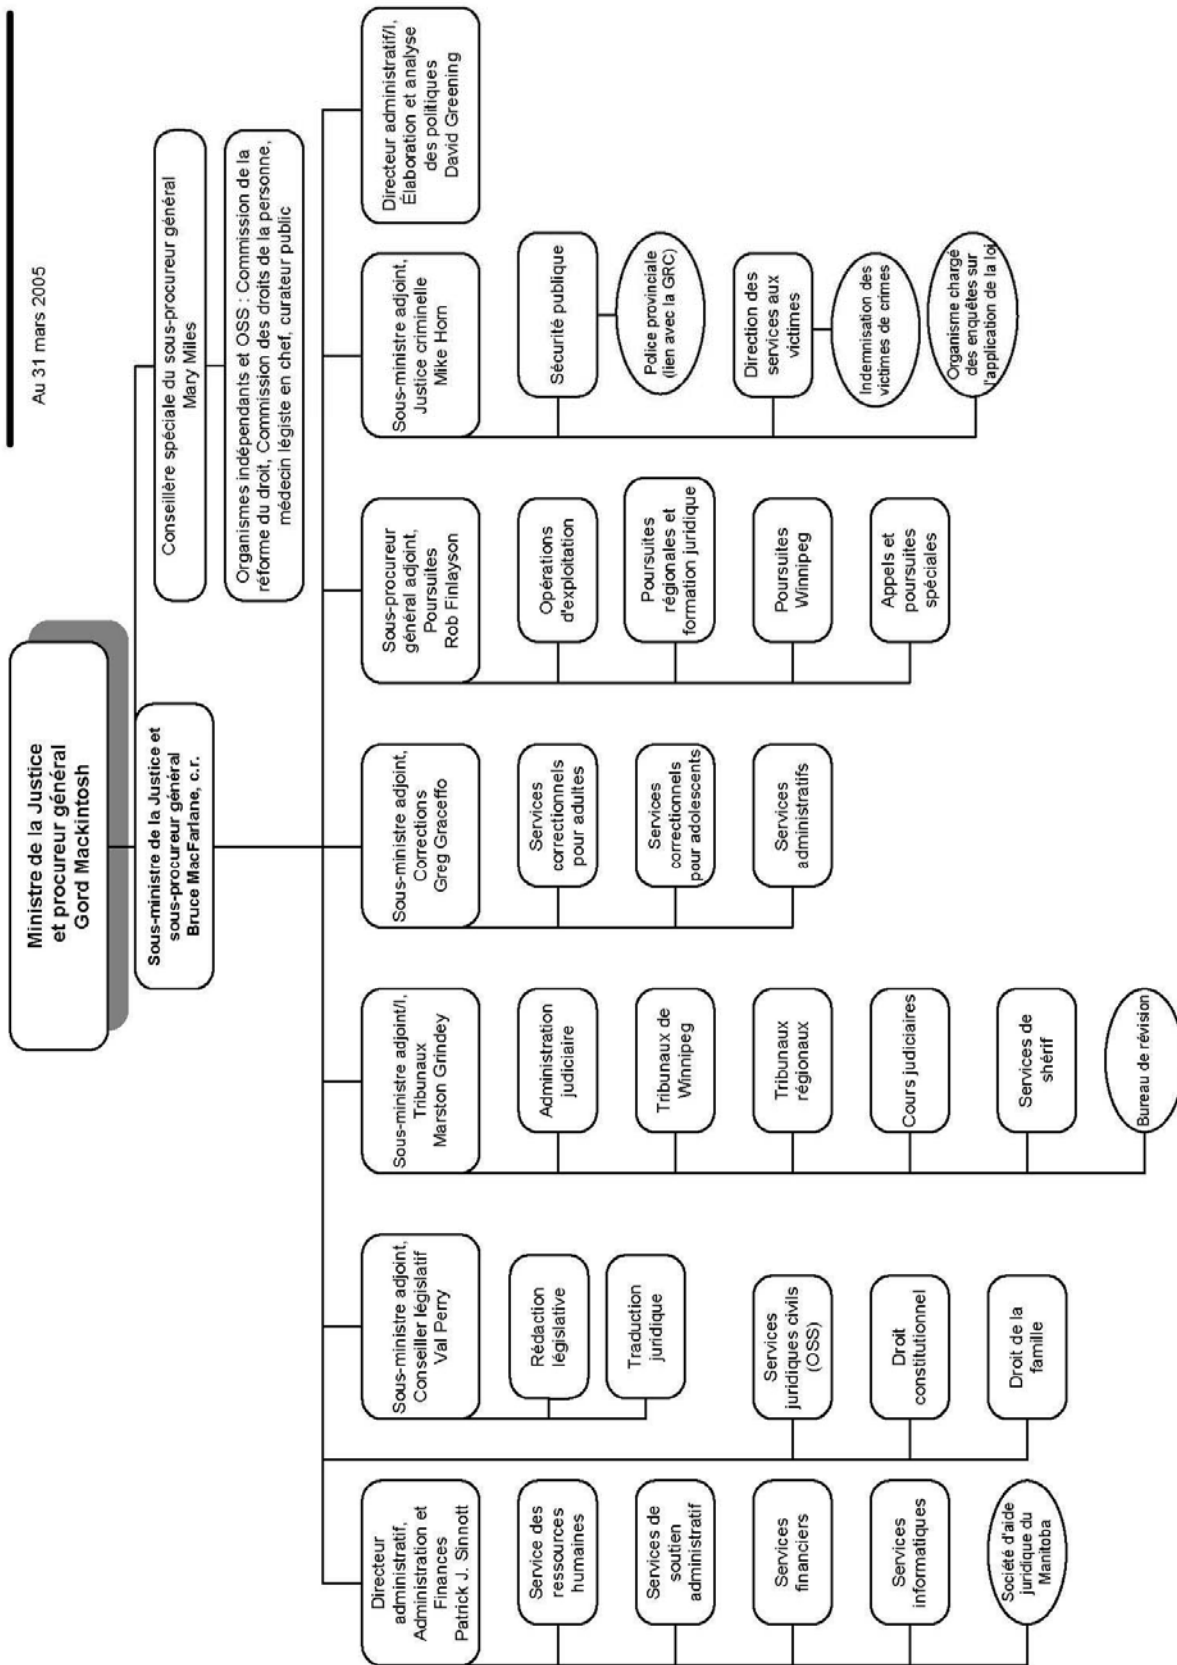 Au 31 mars 2005
Ministre de la Justice
et procureur général
Gord Mackintosh
Sous-ministre de la Justice et
sous-procureur général
Bruce MacFarlane, c.r.
Conseillère spéciale du sous-procureur général
Mary Miles
Organismes indépendants et OSS : Commission de la
réforme du droit, Commission des droits de la personne,
médecin légiste en chef, curateur public
Directeur
administratif,
Administration et
Finances
Patrick J. Sinnott
Service des
ressources
humaines
Services de
soutien
administratif
Services
financiers
Services
informatiques
Société d'aide
juridique du
Manitoba
Sous-ministre adjoint,
Conseiller législatif
Val Perry
Rédaction
législative
Traduction
juridique
Services
juridiques civils
(OSS)
Droit
constitutionnel
Droit de la
famille
Sous-ministre adjoint/I,
Tribunaux
Marston Grindey
Administration
judiciaire
Tribunaux de
Winnipeg
Tribunaux
régionaux
Cours judiciaires
Services de
shérif
Bureau de révision
Sous-ministre adjoint,
Corrections
Greg Graceffo
Services
correctionnels
pour adultes
Services
correctionnels
pour adolescents
Services
administratifs
Sous-procureur
général adjoint,
Poursuites
Rob Finlayson
Opérations
d'exploitation
Poursuites
régionales et
formation juridique
Poursuites
Winnipeg
Appels et
poursuites
spéciales
Sous-ministre adjoint,
Justice criminelle
Mike Horn
Sécurité publique
Police provinciale
(lien avec la GRC)
Direction des
services aux
victimes
Indemnisation des
victimes de crimes
Organisme chargé
des enquêtes sur
l'application de la loi
Directeur administratif/I,
Élaboration et analyse
des politiques
David Greening